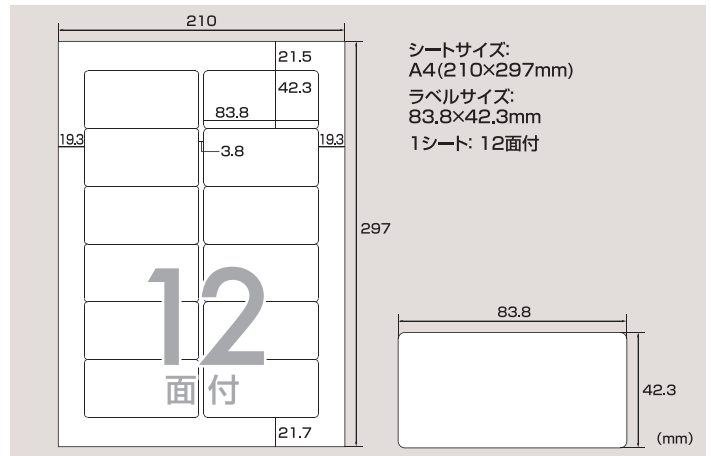 210
21.5
42.3
83.8
19.3
19.3
3.8
297
12
面付
21.7
シートサイズ:
A4(210×297mm)
ラベルサイズ:
83.8×42.3mm
1シート: 12面付
83.8
42.3
(mm)